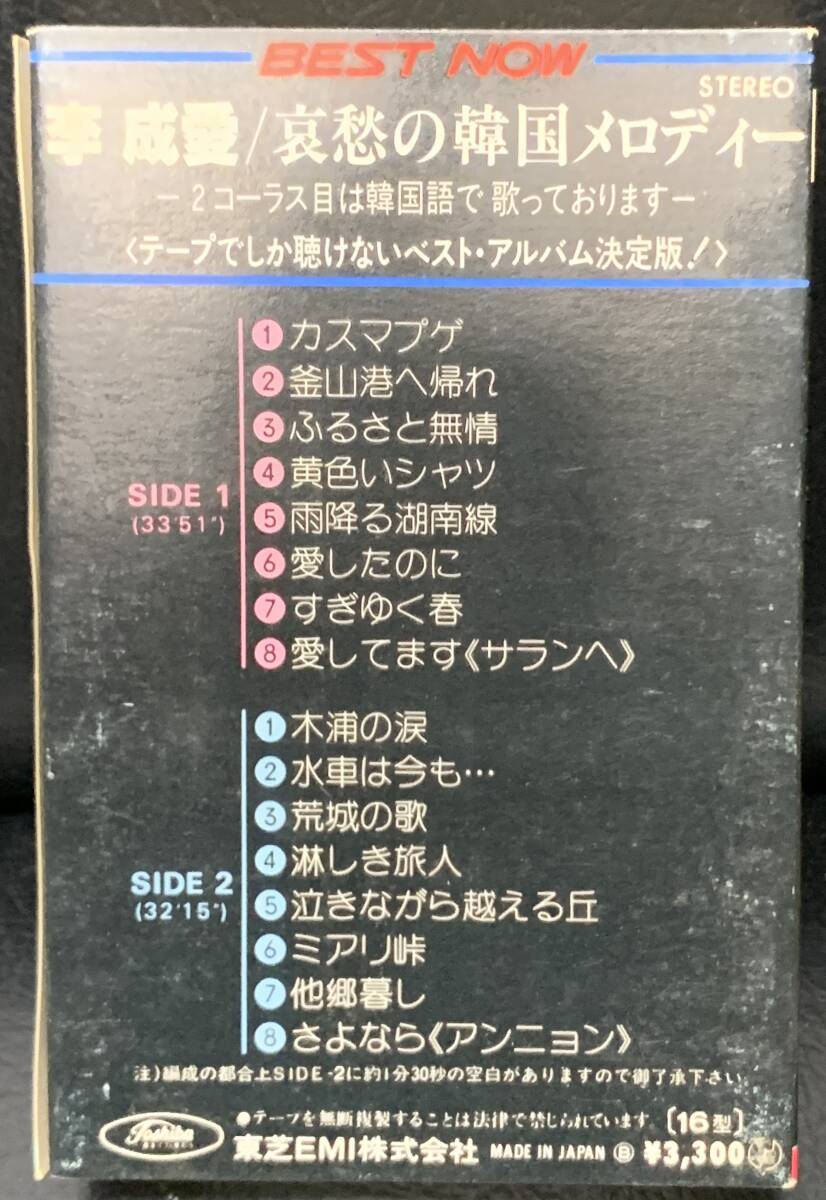 BEST NOW
STEREO
李 成愛/哀愁の韓国メロディー
－2コーラス目は韓国語で 歌っております－
〈テープでしか聴けないベスト・アルバム決定版!〉
SIDE 1
(33'51")
① カスマプゲ
② 釜山港へ帰れ
③ ふるさと無情
④ 黄色いシャツ
⑤ 雨降る湖南線
⑥ 愛したのに
⑦ すぎゆく春
⑧ 愛してます《サランヘ》
SIDE 2
(32'15")
① 木浦の涙
② 水車は今も…
③ 荒城の歌
④ 淋しき旅人
⑤ 泣きながら越える丘
⑥ ミアリ峠
⑦ 他郷暮し
⑧ さよなら《アンニョン》
注)編成の都合上SIDE-2に約1分30秒の空白がありますので御了承下さい
●テープを無断複製することは法律で禁じられています。〔16型〕
Toshiba
東芝EMI株式会社 MADE IN JAPAN Ⓑ ¥3,300